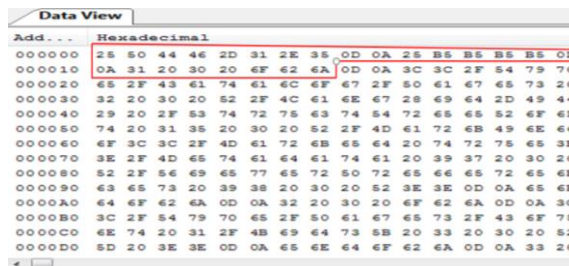 Data View
Add... Hexadecimal
000000 25 50 44 46 2D 31 2E 35 0D 0A 25 B5 B5 B5 B5
000010 0A 31 20 30 20 6F 62 6A 0D 0A 3C 3C 2F 54 79
000020 65 2F 43 61 74 61 6C 6F 67 2F 50 61 67 65 73
000030 32 20 30 20 52 2F 4C 61 6E 67 28 69 64 2D 49
000040 29 20 2F 53 74 72 75 63 74 54 72 65 65 52 6F
000050 74 20 31 35 20 30 20 52 2F 4D 61 72 6B 49 6E
000060 6F 3C 3C 2F 4D 61 72 6B 65 64 20 74 72 75 65
000070 3E 2F 4D 65 74 61 64 61 74 61 20 39 37 20 30
000080 52 2F 56 69 65 77 65 72 50 72 65 66 65 72 65
000090 63 65 73 20 39 38 20 30 20 52 3E 3E 0D 0A 65
0000A0 64 6F 62 6A 0D 0A 32 20 30 20 6F 62 6A 0D 0A
0000B0 3C 2F 54 79 70 65 2F 50 61 67 65 73 2F 43 6F
0000C0 6E 74 20 31 2F 4B 69 64 73 5B 20 33 20 30 20
0000D0 5D 20 3E 3E 0D 0A 65 6E 64 6F 62 6A 0D 0A 33